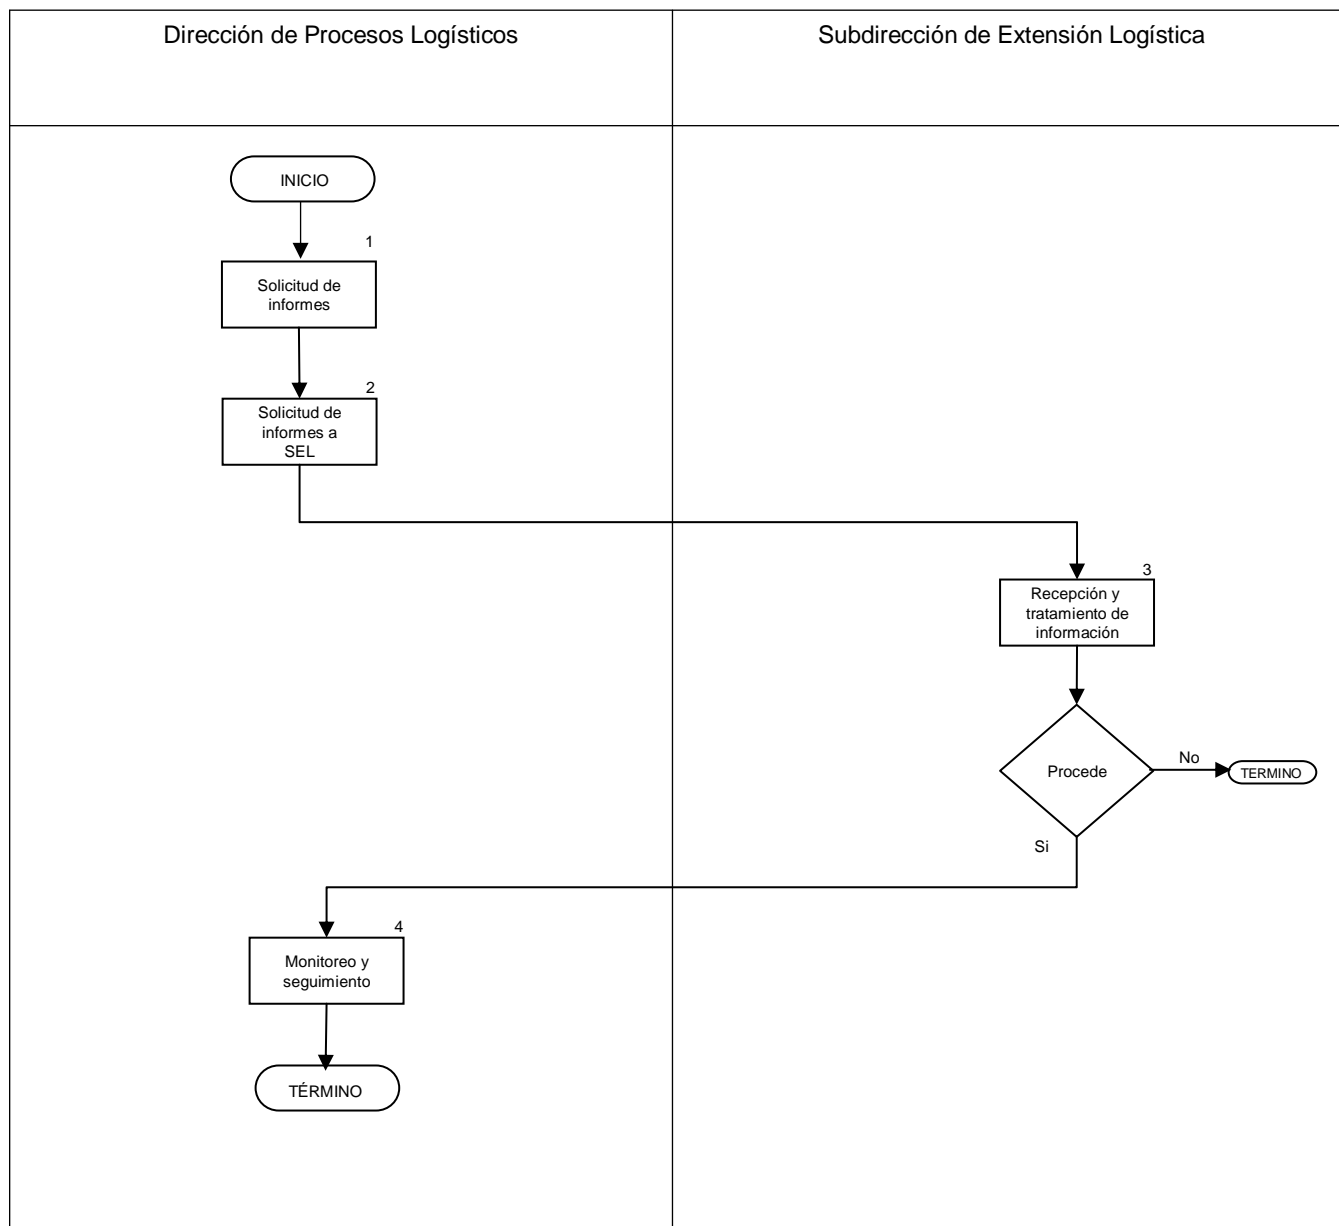 Dirección de Procesos Logísticos
Subdirección de Extensión Logística
INICIO
1
Solicitud de
informes
2
Solicitud de
informes a
SEL
3
Recepción y
tratamiento de
información
Procede
No
TERMINO
Si
4
Monitoreo y
seguimiento
TÉRMINO